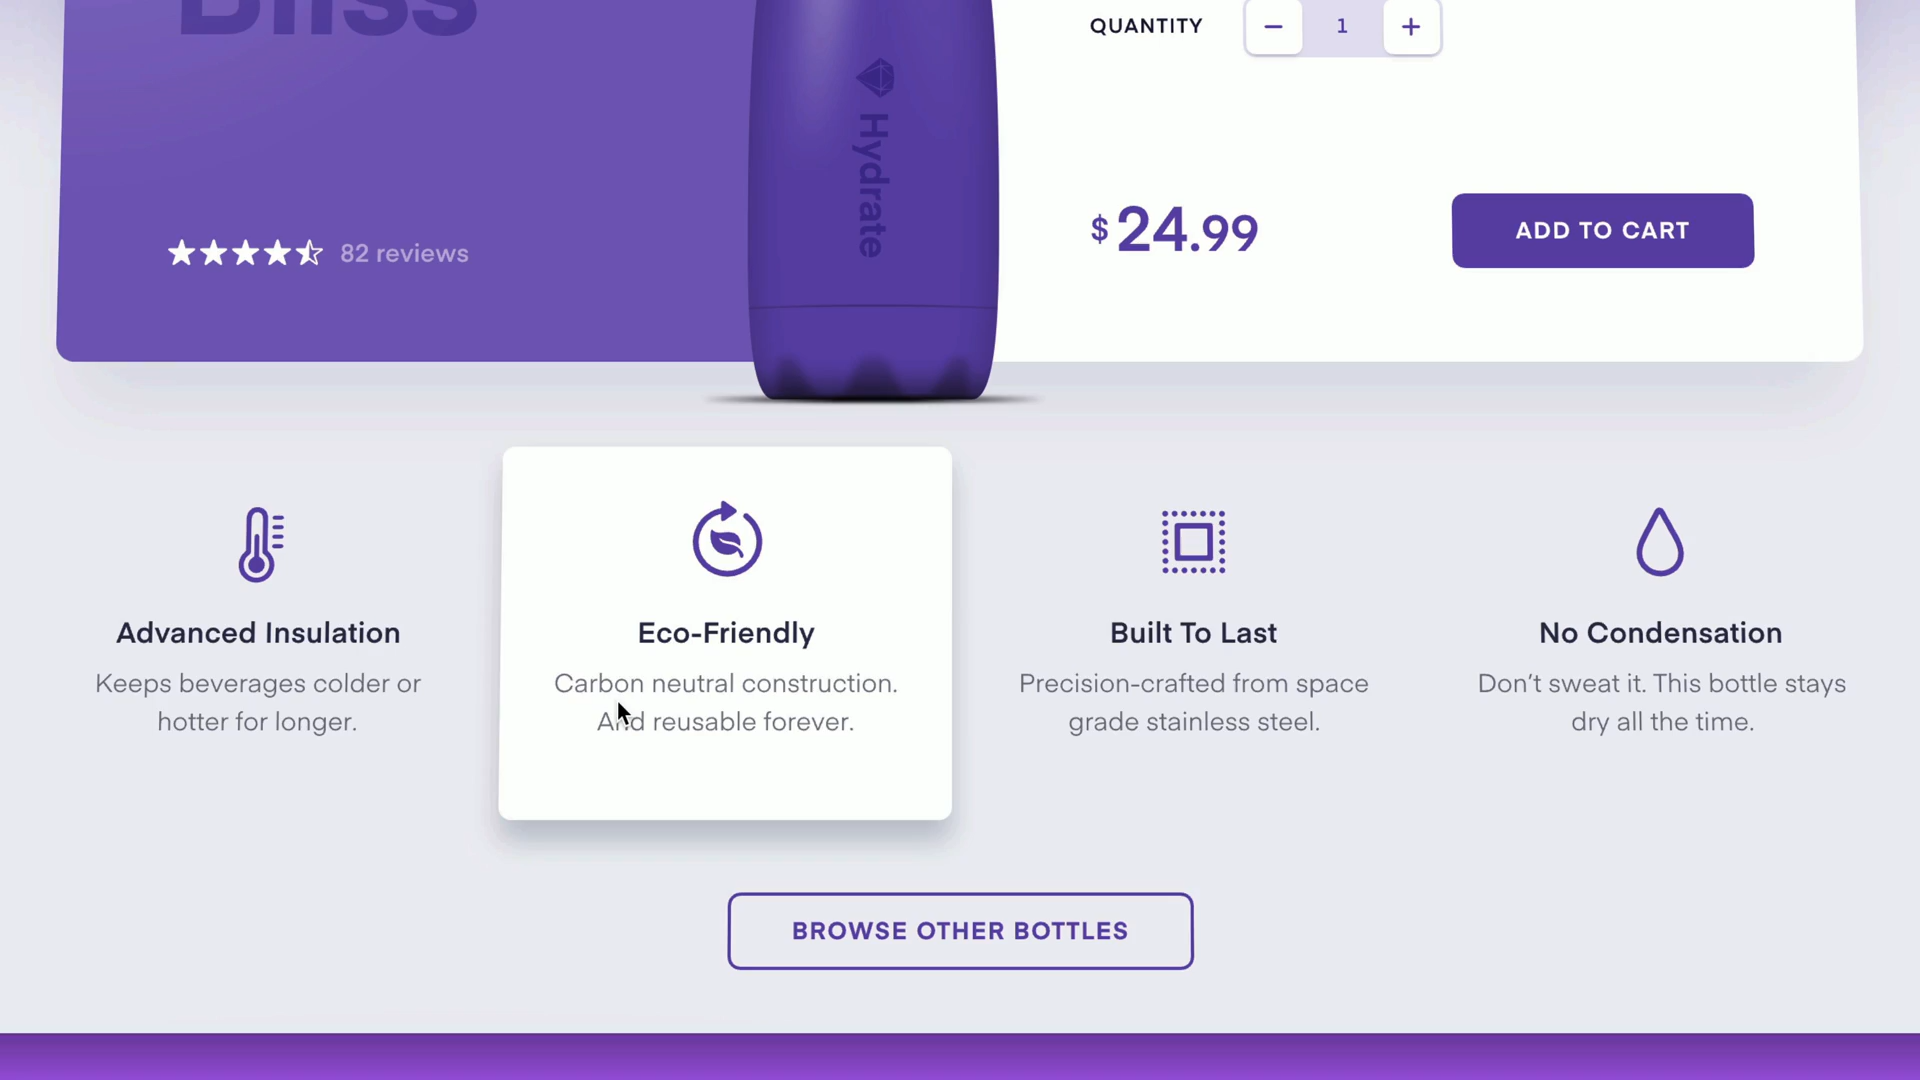 Bliss
QUANTITY
1
Hydrate
82 reviews
$24.99
ADD TO CART
Advanced Insulation
Keeps beverages colder or
hotter for longer.
Eco-Friendly
Carbon neutral construction.
And reusable forever.
Built To Last
Precision-crafted from space
grade stainless steel.
No Condensation
Don’t sweat it. This bottle stays
dry all the time.
BROWSE OTHER BOTTLES